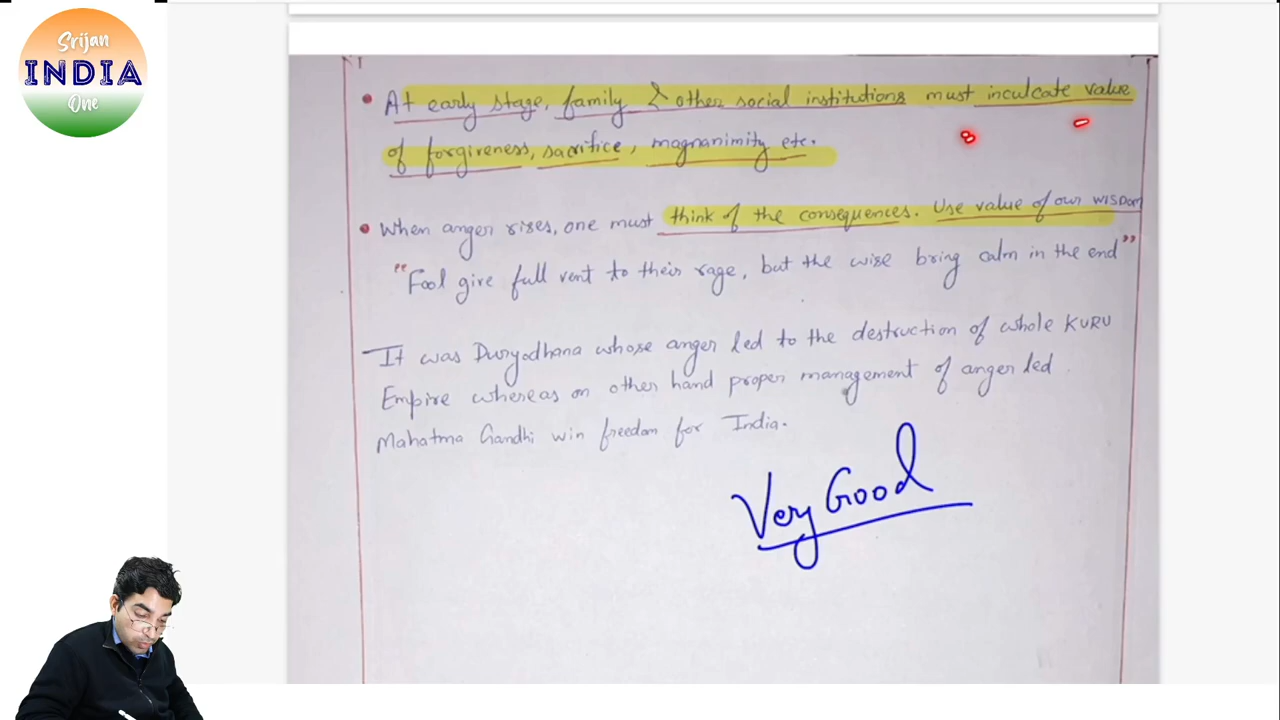 Srijan
INDIA
One
• At early stage, family & other social institutions must inculcate value
of forgiveness, sacrifice, magnanimity etc.
• When anger rises, one must think of the consequences. Use value of our WISDOM
"Fool give full vent to their rage, but the wise bring calm in the end"
It was Duryodhana whose anger led to the destruction of whole KURU
Empire whereas on other hand proper management of anger led
Mahatma Gandhi win freedom for India.
Very Good